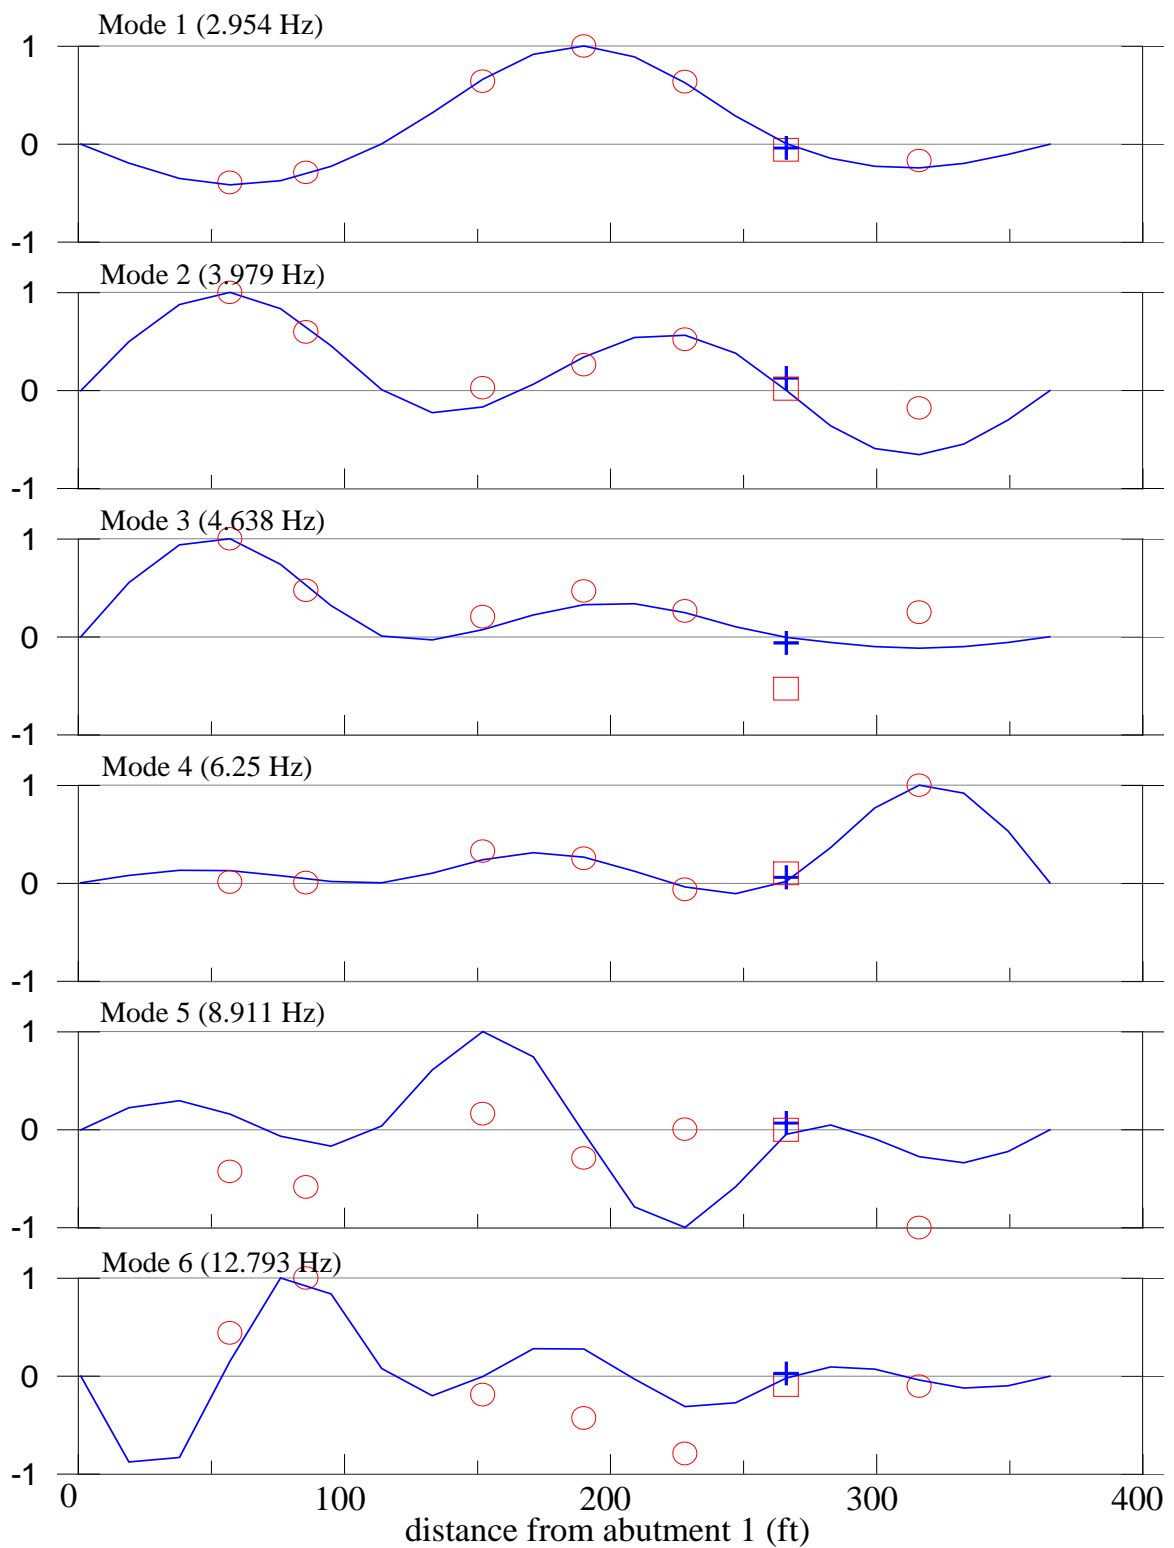 Mode 1 (2.954 Hz)
1
0
-1
Mode 2 (3.979 Hz)
1
0
-1
Mode 3 (4.638 Hz)
1
0
-1
Mode 4 (6.25 Hz)
1
0
-1
Mode 5 (8.911 Hz)
1
0
-1
Mode 6 (12.793 Hz)
1
0
-1
0 100 200 300 400
distance from abutment 1 (ft)